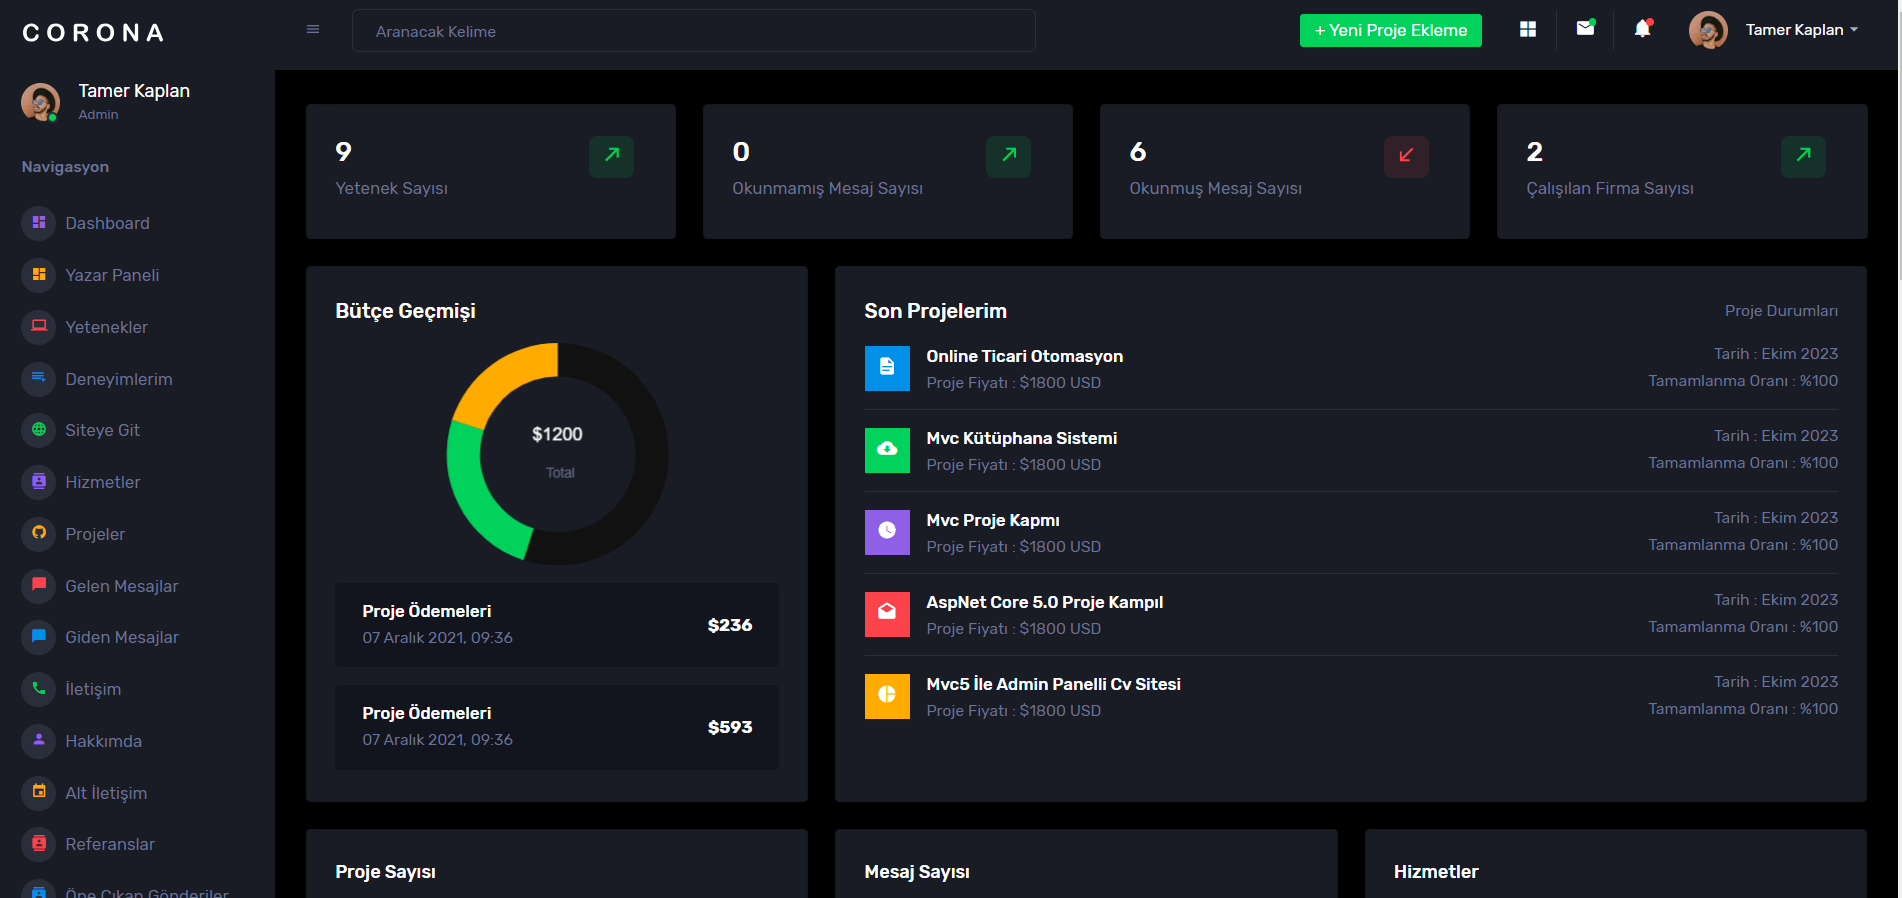 CORONA
Aranacak Kelime
+ Yeni Proje Ekleme
Tamer Kaplan
Tamer Kaplan
Admin
Navigasyon
Dashboard
Yazar Paneli
Yetenekler
Deneyimlerim
Siteye Git
Hizmetler
Projeler
Gelen Mesajlar
Giden Mesajlar
İletişim
Hakkımda
Alt İletişim
Referanslar
Öne Çıkan Gönderiler
9
Yetenek Sayısı
0
Okunmamış Mesaj Sayısı
6
Okunmuş Mesaj Sayısı
2
Çalışılan Firma Saıyısı
Bütçe Geçmişi
$1200
Total
Proje Ödemeleri
07 Aralık 2021, 09:36
$236
Proje Ödemeleri
07 Aralık 2021, 09:36
$593
Son Projelerim
Proje Durumları
Online Ticari Otomasyon
Proje Fiyatı : $1800 USD
Tarih : Ekim 2023
Tamamlanma Oranı : %100
Mvc Kütüphana Sistemi
Proje Fiyatı : $1800 USD
Tarih : Ekim 2023
Tamamlanma Oranı : %100
Mvc Proje Kapmı
Proje Fiyatı : $1800 USD
Tarih : Ekim 2023
Tamamlanma Oranı : %100
AspNet Core 5.0 Proje Kampıl
Proje Fiyatı : $1800 USD
Tarih : Ekim 2023
Tamamlanma Oranı : %100
Mvc5 İle Admin Panelli Cv Sitesi
Proje Fiyatı : $1800 USD
Tarih : Ekim 2023
Tamamlanma Oranı : %100
Proje Sayısı
Mesaj Sayısı
Hizmetler